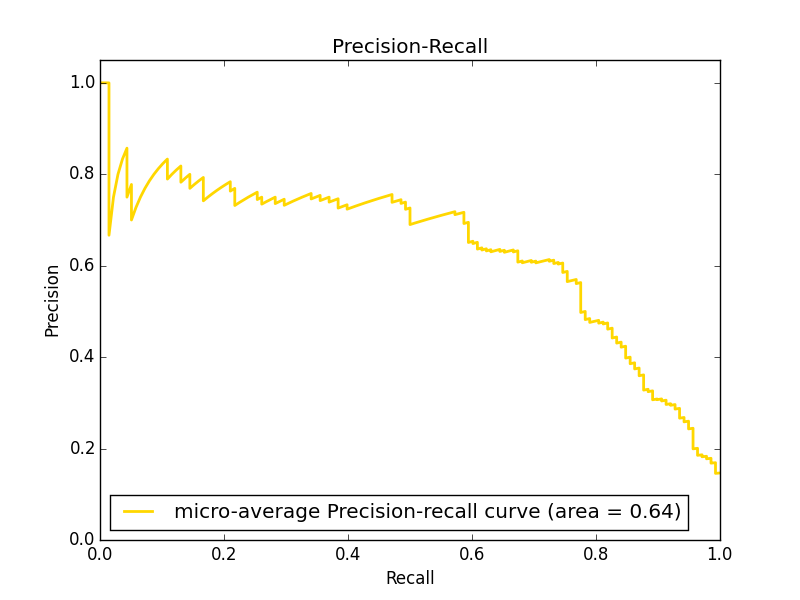 Precision-Recall
1.0
0.8
0.6
0.4
0.2
0.0
Precision
micro-average Precision-recall curve (area = 0.64)
0.0 0.2 0.4 0.6 0.8 1.0
Recall